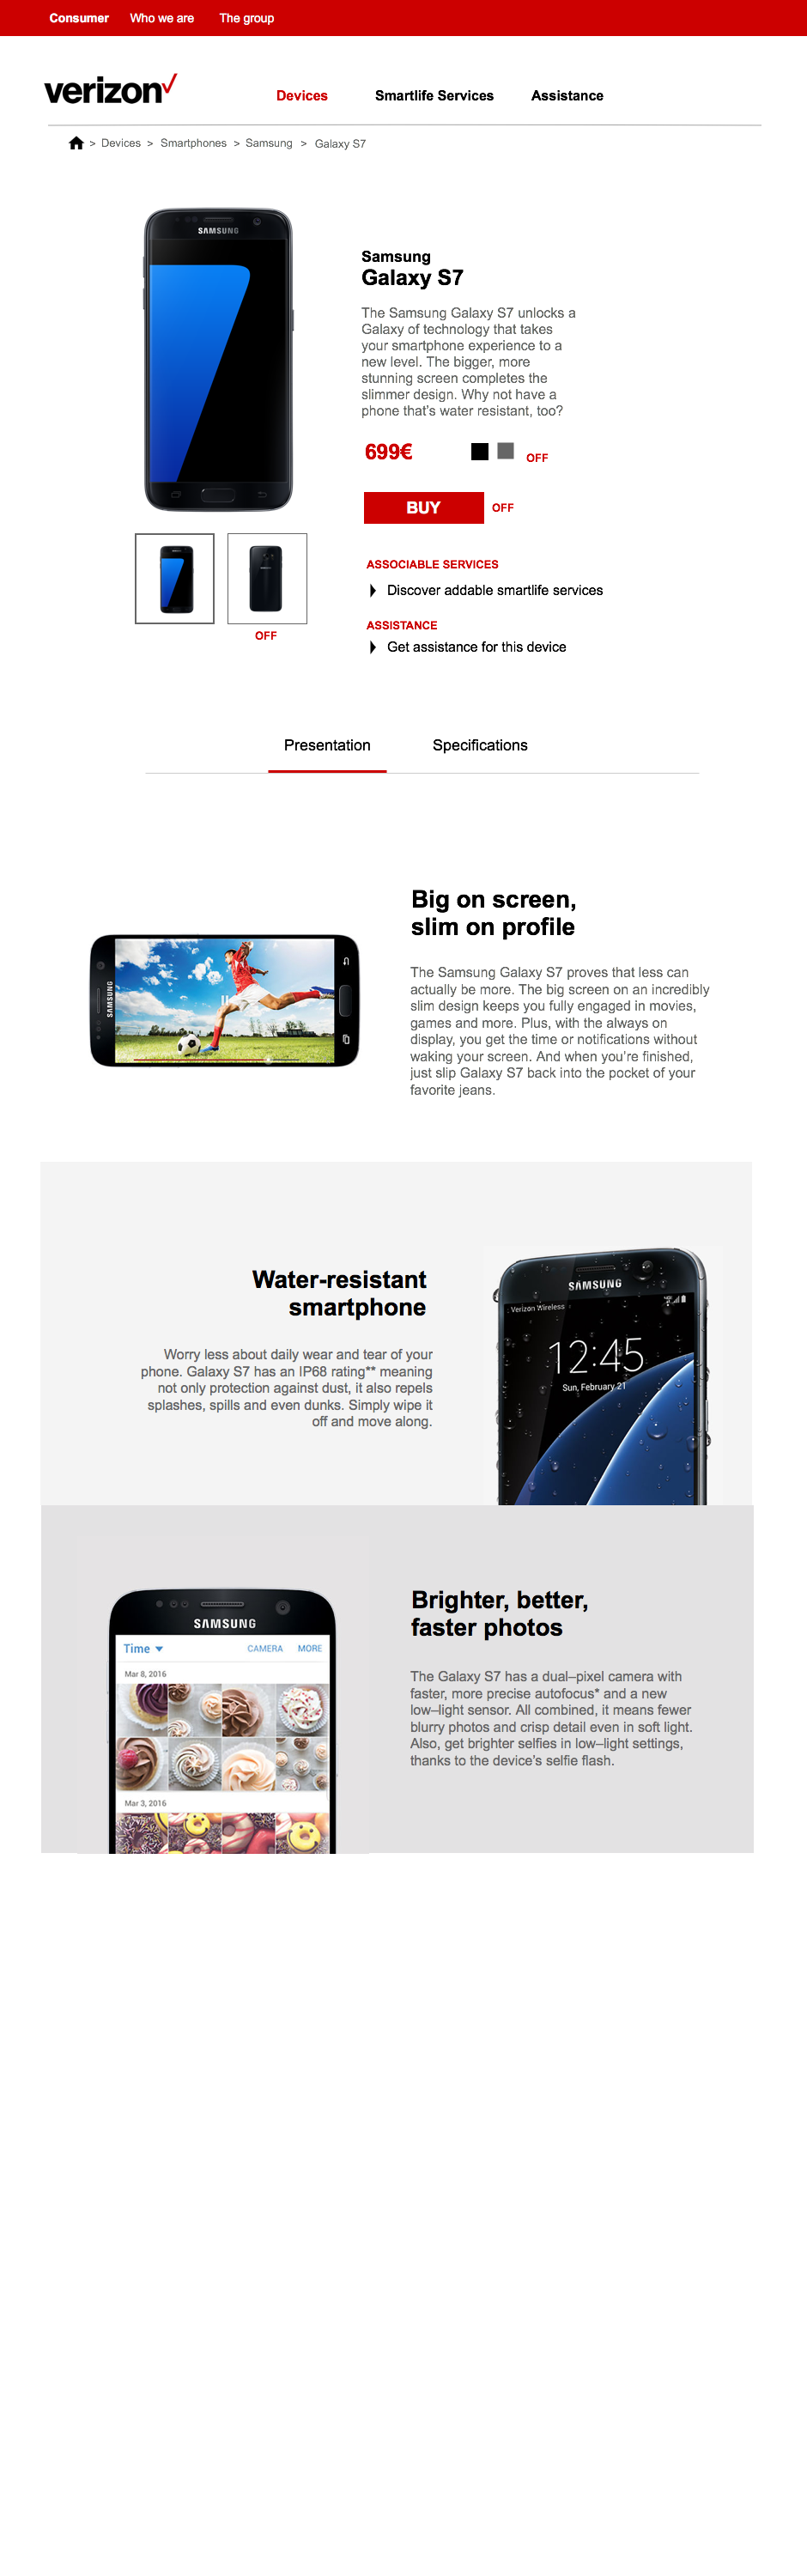 Consumer Who we are The group
verizon
Devices Smartlife Services Assistance
> Devices > Smartphones > Samsung > Galaxy S7
SAMSUNG
Samsung
Galaxy S7
The Samsung Galaxy S7 unlocks a
Galaxy of technology that takes
your smartphone experience to a
new level. The bigger, more
stunning screen completes the
slimmer design. Why not have a
phone that’s water resistant, too?
699€ OFF
BUY OFF
ASSOCIABLE SERVICES
Discover addable smartlife services
OFF
ASSISTANCE
Get assistance for this device
Presentation Specifications
SAMSUNG
Big on screen,
slim on profile
The Samsung Galaxy S7 proves that less can
actually be more. The big screen on an incredibly
slim design keeps you fully engaged in movies,
games and more. Plus, with the always on
display, you get the time or notifications without
waking your screen. And when you’re finished,
just slip Galaxy S7 back into the pocket of your
favorite jeans.
Water-resistant
smartphone
Worry less about daily wear and tear of your
phone. Galaxy S7 has an IP68 rating** meaning
not only protection against dust, it also repels
splashes, spills and even dunks. Simply wipe it
off and move along.
SAMSUNG
Verizon Wireless
12:45
Sun, February 21
SAMSUNG
Time CAMERA MORE
Mar 8, 2016
Mar 3, 2016
Brighter, better,
faster photos
The Galaxy S7 has a dual–pixel camera with
faster, more precise autofocus* and a new
low–light sensor. All combined, it means fewer
blurry photos and crisp detail even in soft light.
Also, get brighter selfies in low–light settings,
thanks to the device’s selfie flash.